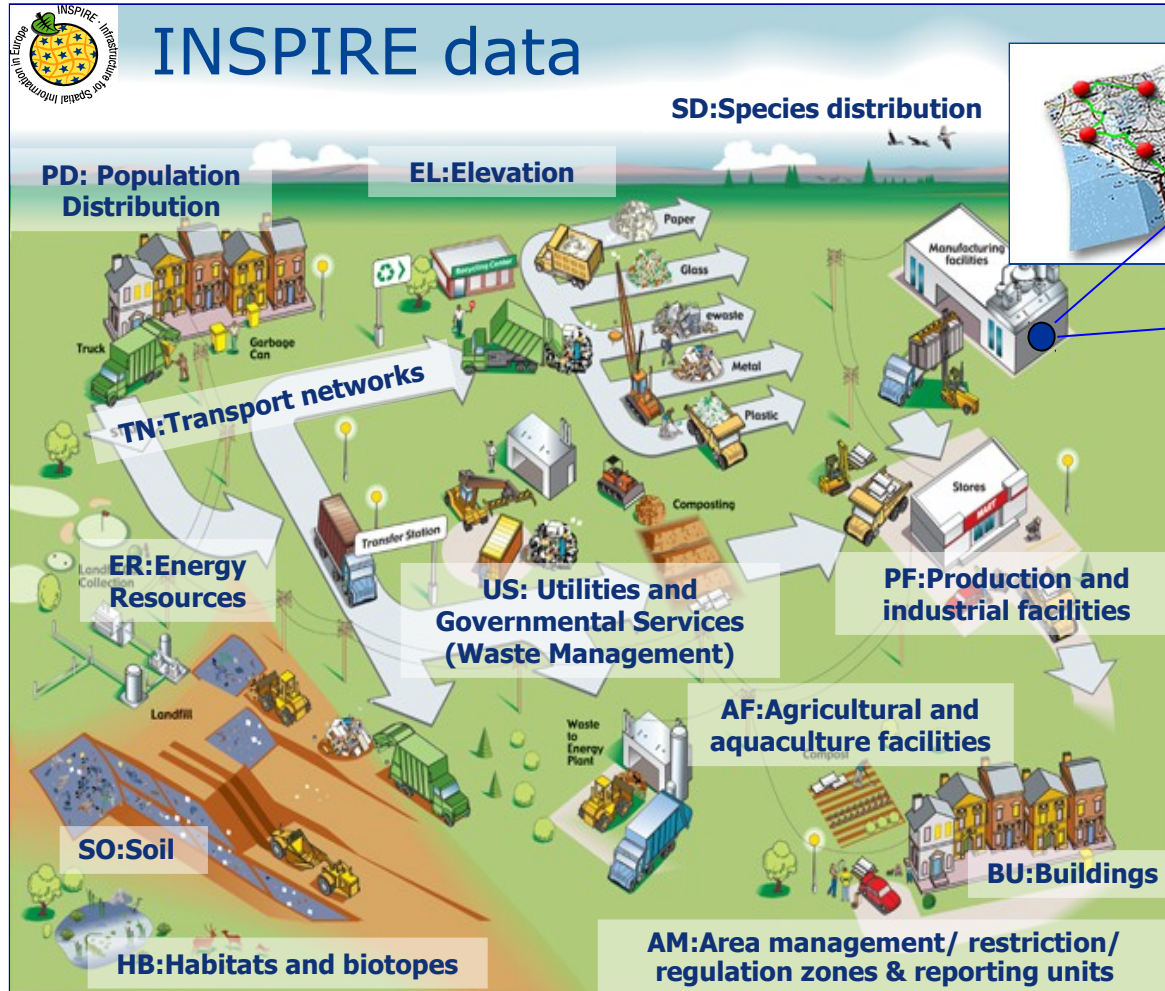 INSPIRE - Infrastructure for Spatial Information in Europe
INSPIRE data
SD:Species distribution
PD: Population
Distribution
EL:Elevation
Paper
Manufacturing
facilities
Recycling Center
Glass
ewaste
Truck
Garbage
Can
Metal
TN:Transport networks
Plastic
Stores
MART
Composting
Transfer Station
ER:Energy
Resources
Collection
US: Utilities and
Governmental Services
(Waste Management)
PF:Production and
industrial facilities
Landfill
AF:Agricultural and
aquaculture facilities
Waste
to
Energy
Plant
Compost
SO:Soil
BU:Buildings
HB:Habitats and biotopes
AM:Area management/ restriction/
regulation zones & reporting units